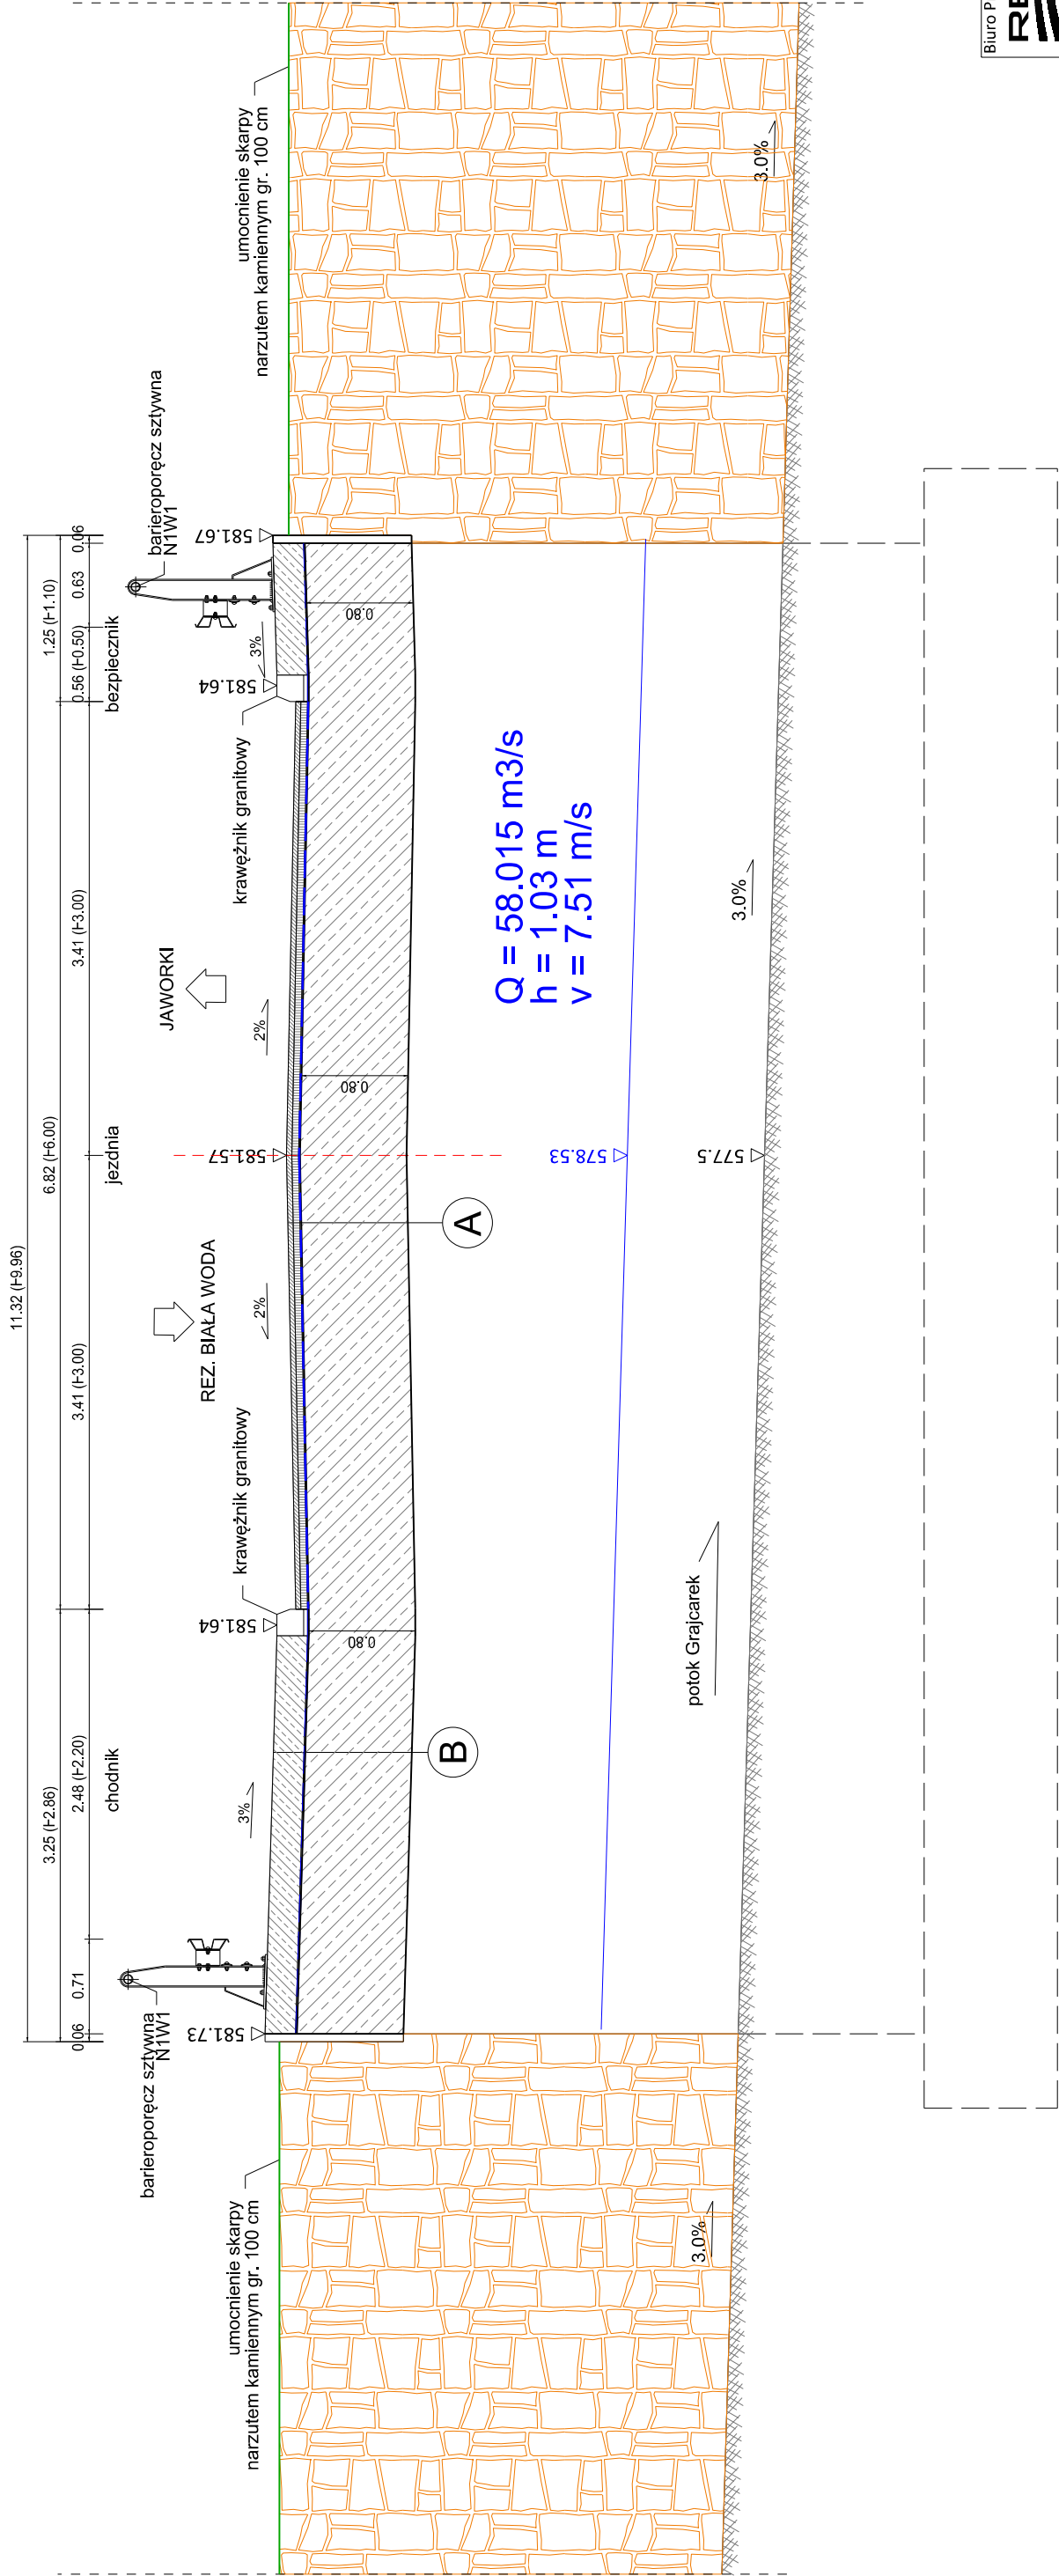 11.32 (⊦9.96)
3.25 (⊦2.86)
6.82 (⊦6.00)
1.25 (⊦1.10)
0.06
0.71
2.48 (⊦2.20)
3.41 (⊦3.00)
3.41 (⊦3.00)
0.56 (⊦0.50)
0.63
0.06
chodnik
jezdnia
bezpiecznik
barieroporęcz sztywna
N1W1
REZ. BIAŁA WODA
JAWORKI
barieroporęcz sztywna
N1W1
umocnienie skarpy
narzutem kamiennym gr. 100 cm
krawężnik granitowy
krawężnik granitowy
umocnienie skarpy
narzutem kamiennym gr. 100 cm
581.73
3%
581.64
2%
581.57
2%
581.64
3%
581.67
0.80
0.80
0.80
B
A
Q = 58.015 m3/s
h = 1.03 m
v = 7.51 m/s
578.53
577.5
potok Grajcarek
3.0%
3.0%
3.0%
Biuro P